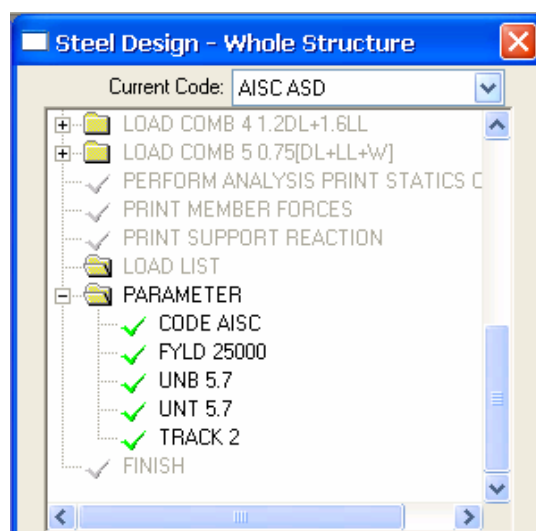 Steel Design - Whole Structure
Current Code: AISC ASD
LOAD COMB 4 1.2DL+1.6LL
LOAD COMB 5 0.75[DL+LL+W]
PERFORM ANALYSIS PRINT STATICS C
PRINT MEMBER FORCES
PRINT SUPPORT REACTION
LOAD LIST
PARAMETER
CODE AISC
FYLD 25000
UNB 5.7
UNT 5.7
TRACK 2
FINISH